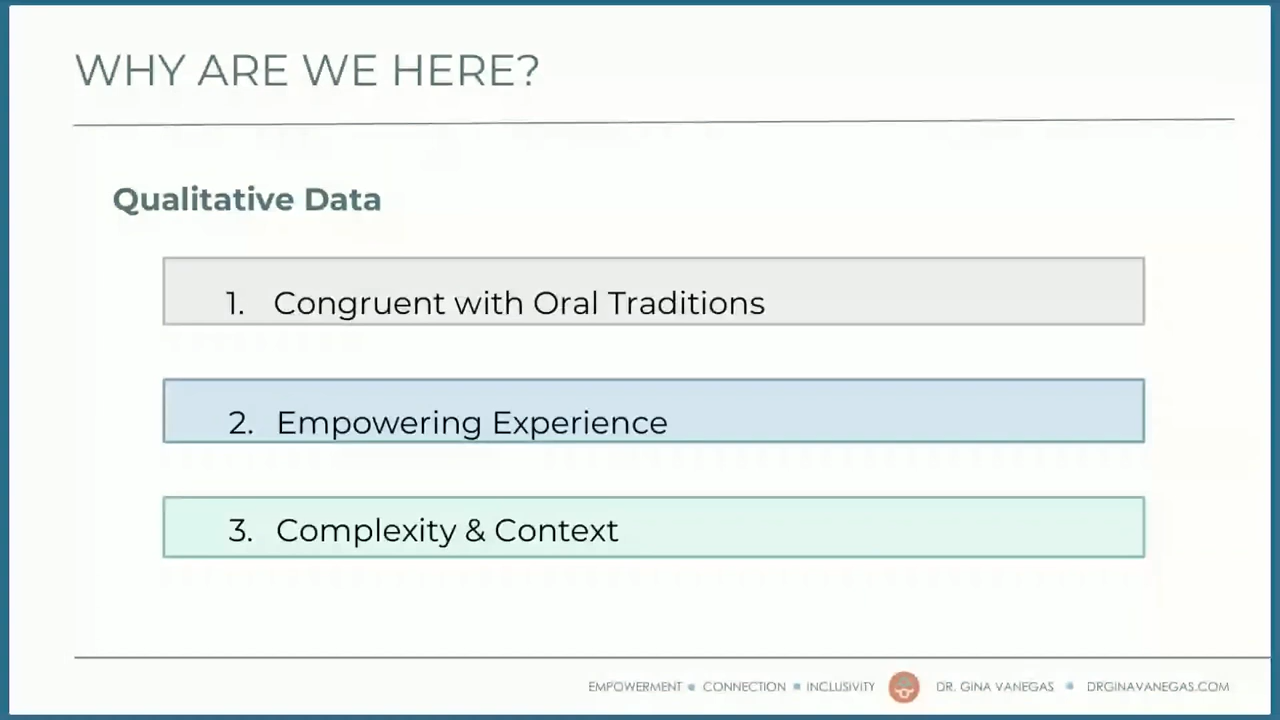 WHY ARE WE HERE?
Qualitative Data
1. Congruent with Oral Traditions
2. Empowering Experience
3. Complexity & Context
EMPOWERMENT • CONNECTION • INCLUSIVITY DR. GINA VANEGAS • DRGINAVANEGAS.COM